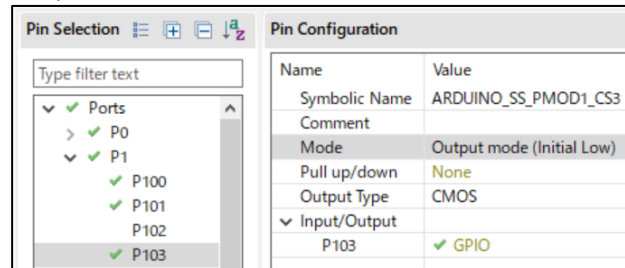 Pin Selection
Type filter text
Ports
P0
P1
P100
P101
P102
P103
Pin Configuration
Name Value
Symbolic Name ARDUINO_SS_PMOD1_CS3
Comment
Mode Output mode (Initial Low)
Pull up/down None
Output Type CMOS
Input/Output
P103 GPIO